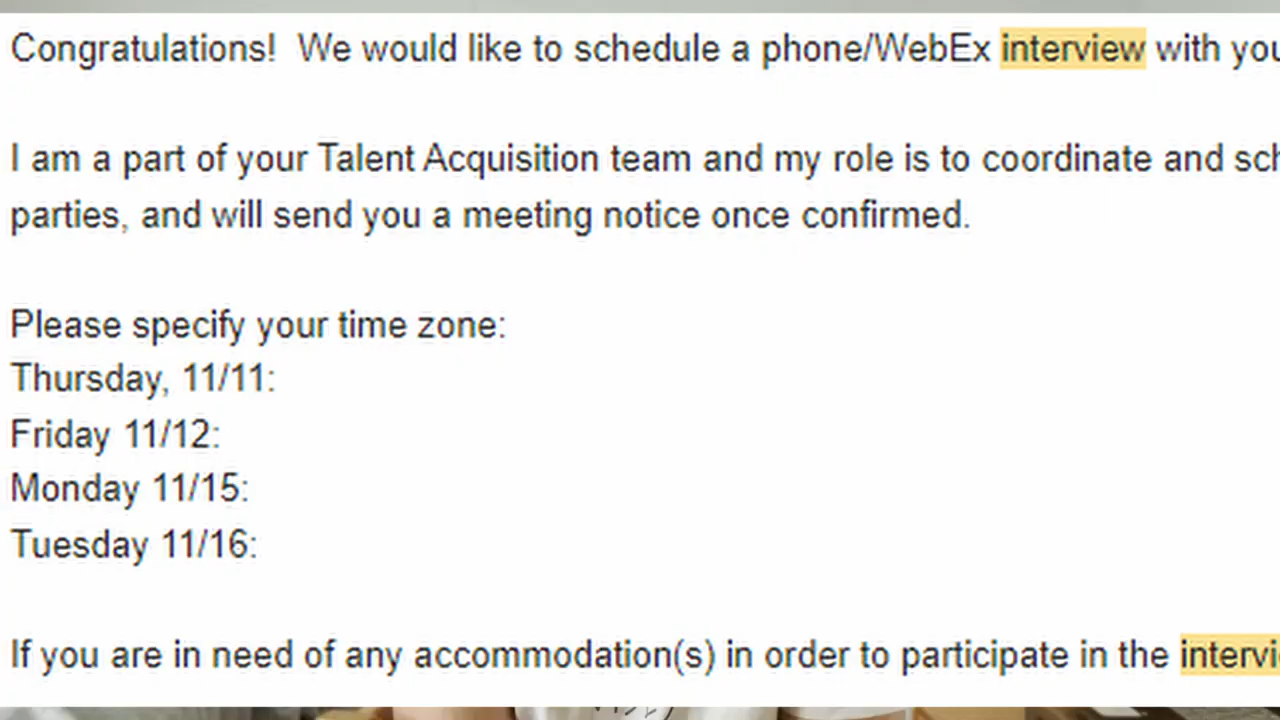 Congratulations!  We would like to schedule a phone/WebEx interview with you
I am a part of your Talent Acquisition team and my role is to coordinate and
parties, and will send you a meeting notice once confirmed.
Please specify your time zone:
Thursday, 11/11:
Friday 11/12:
Monday 11/15:
Tuesday 11/16:
If you are in need of any accommodation(s) in order to participate in the